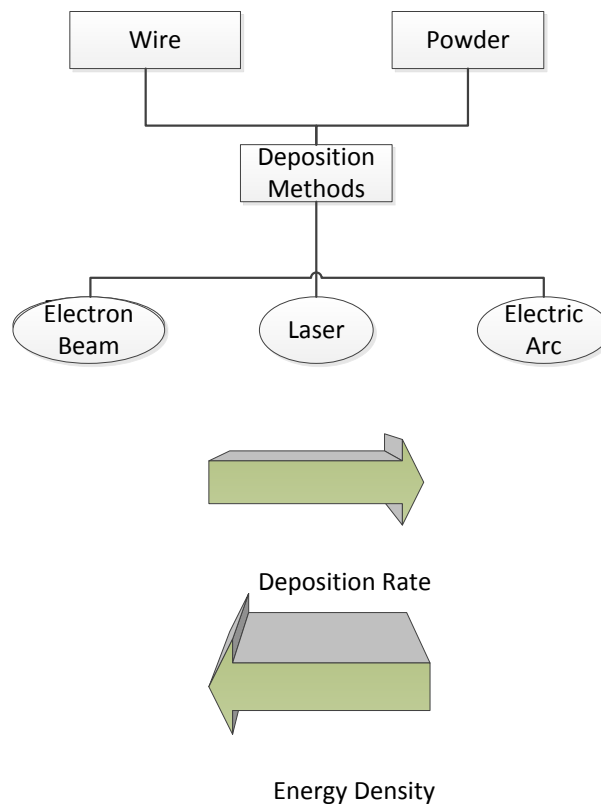 Wire
Powder
Deposition
Methods
Electron
Beam
Laser
Electric
Arc
Deposition Rate
Energy Density